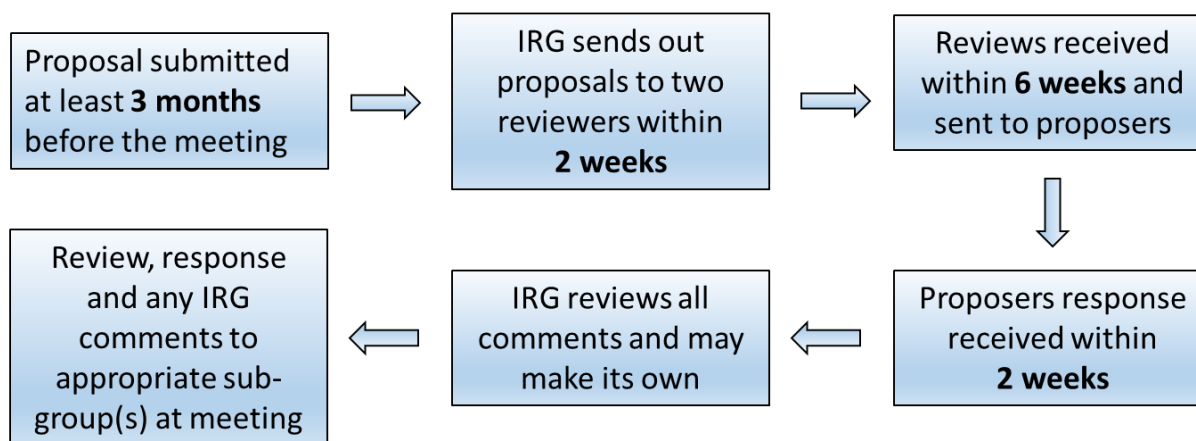 Proposal submitted
at least 3 months
before the meeting
IRG sends out
proposals to two
reviewers within
2 weeks
Reviews received
within 6 weeks and
sent to proposers
Proposers response
received within
2 weeks
IRG reviews all
comments and may
make its own
Review, response
and any IRG
comments to
appropriate sub-
group(s) at meeting